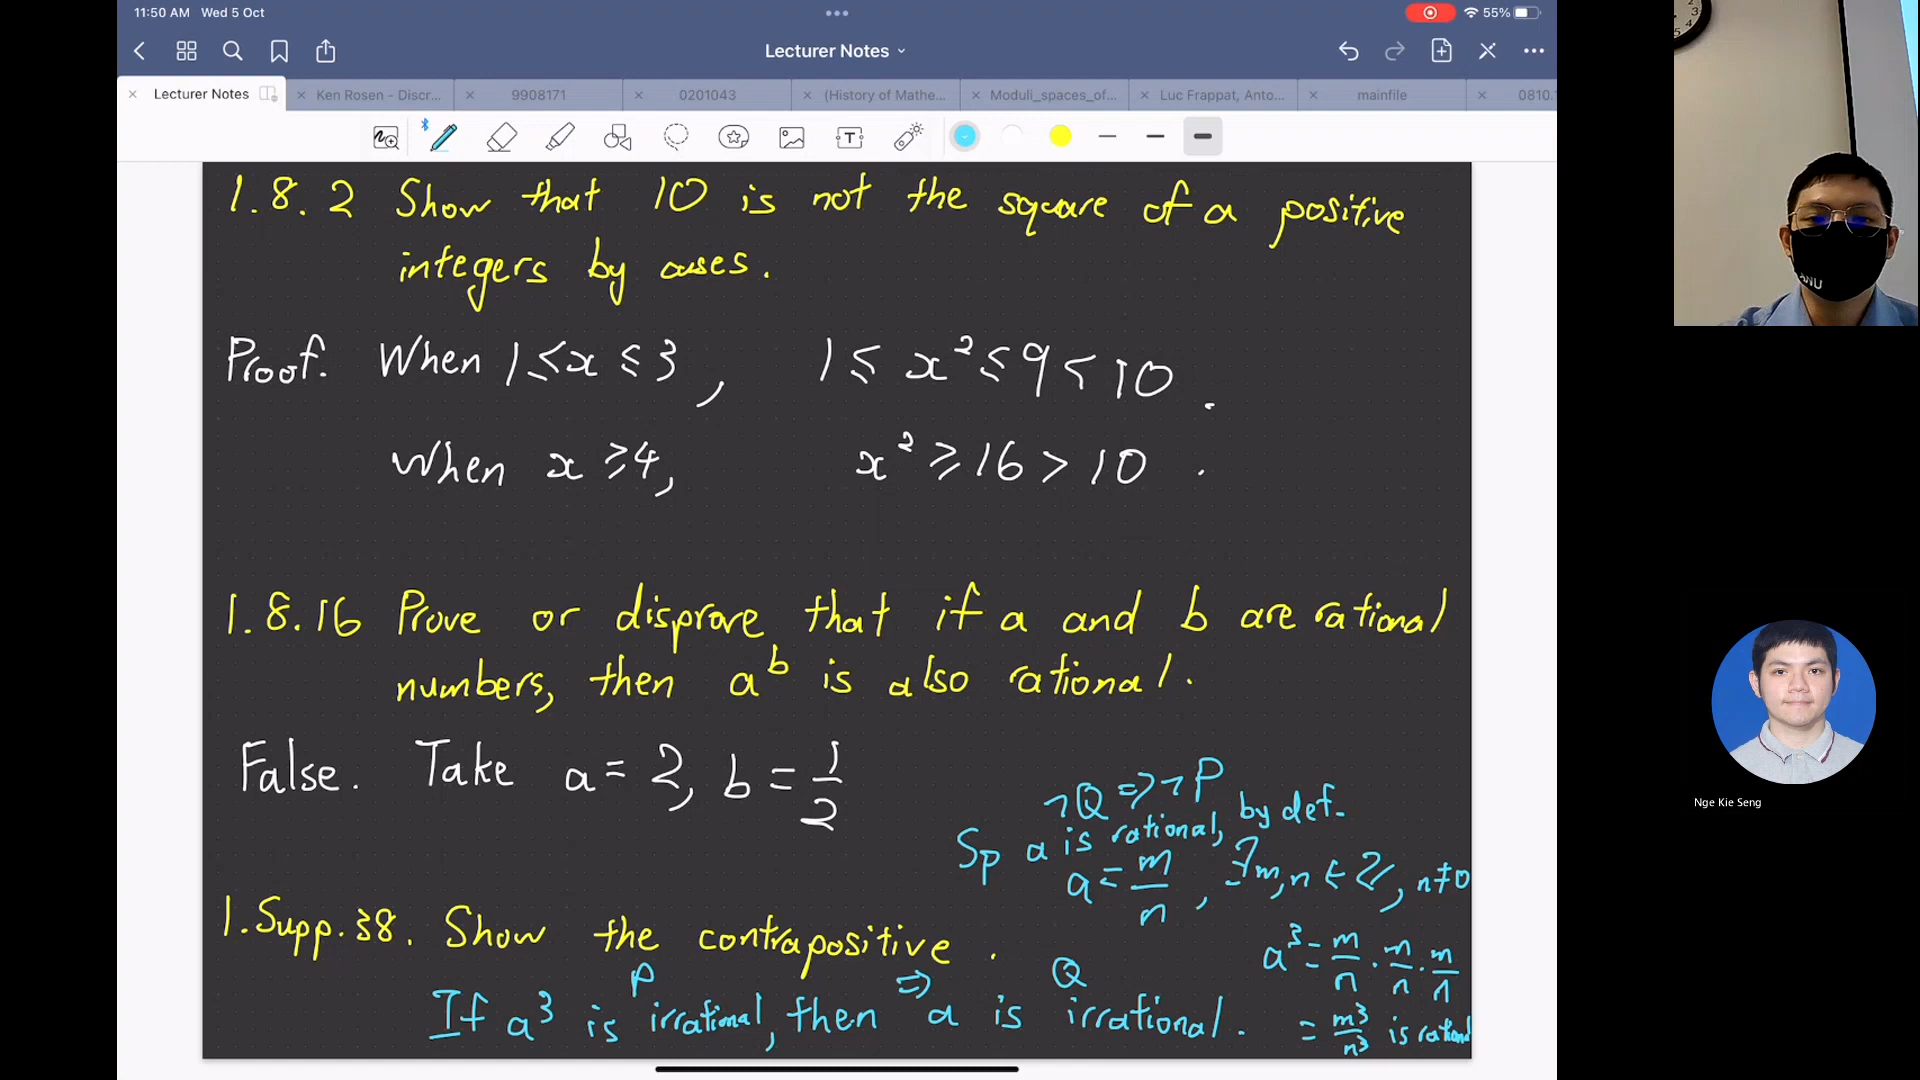 11:50 AM Wed 5 Oct
55%
Lecturer Notes
Lecturer Notes
Ken Rosen - Discr...
9908171
0201043
(History of Mathe...
Moduli_spaces_of...
Luc Frappat, Anto...
mainfile
0810.
1.8.2 Show that 10 is not the square of a positive
integers by cases.
Proof. When 1 ≤ x ≤ 3, 1 ≤ x² ≤ 9 < 10.
When x ≥ 4, x² ≥ 16 > 10.
1.8.16 Prove or disprove that if a and b are rational
numbers, then a^b is also rational.
False. Take a = 2, b = 1/2
¬Q ⇒ ¬P
Sp a is rational, by def.
a = m/n, ∃m,n ∈ ℤ, n≠0
1.Supp.38. Show the contrapositive.
a³ = m/n · m/n · m/n
P ⇒ Q
If a³ is irrational, then a is irrational.
= m³/n³ is rational
ANU
Nge Kie Seng